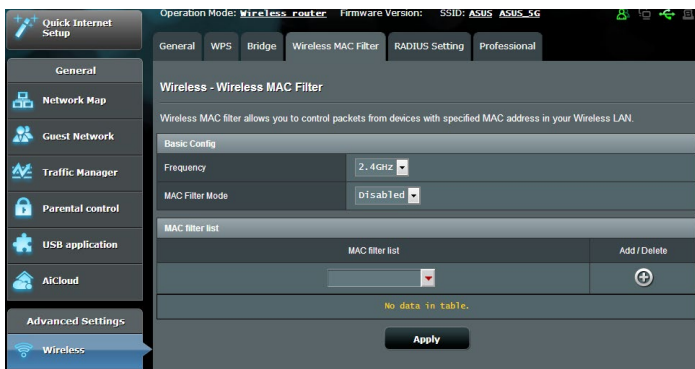 Quick Internet
Setup
Operation Mode: Wireless router Firmware Version: SSID: ASUS ASUS_5G
General WPS Bridge Wireless MAC Filter RADIUS Setting Professional
General
Network Map
Guest Network
Traffic Manager
Parental control
USB application
AiCloud
Advanced Settings
Wireless
Wireless - Wireless MAC Filter
Wireless MAC filter allows you to control packets from devices with specified MAC address in your Wireless LAN.
Basic Config
Frequency 2.4GHz
MAC Filter Mode Disabled
MAC filter list
MAC filter list Add / Delete
No data in table.
Apply